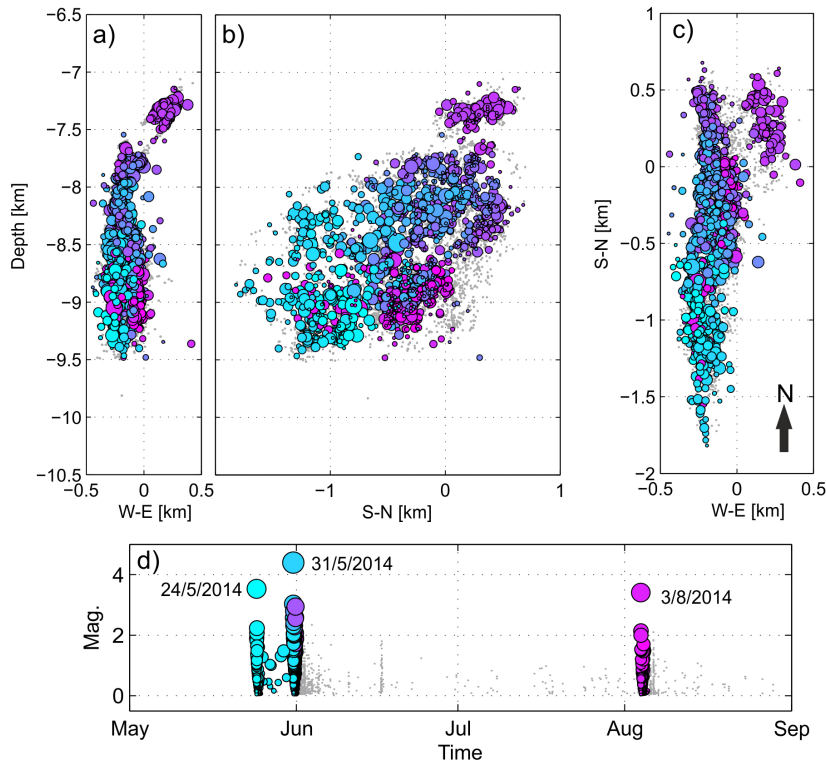 a)
b)
c)
−6.5
−7
−7.5
−8
−8.5
−9
−9.5
−10
−10.5
Depth [km]
−0.5 0 0.5
W-E [km]
−1 0 1
S-N [km]
1
0.5
0
−0.5
−1
−1.5
−2
S-N [km]
N
−0.5 0 0.5
W-E [km]
d)
24/5/2014
31/5/2014
3/8/2014
4
2
0
Mag.
May Jun Jul Aug Sep
Time